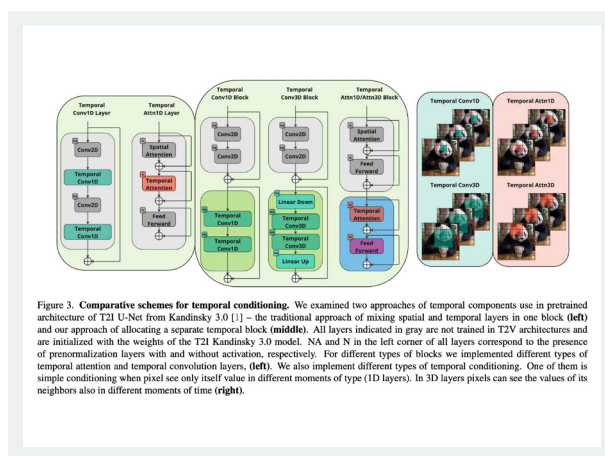 Temporal
Conv1D Layer
Temporal
Attn1D Layer
Temporal
Conv1D Block
Temporal
Conv3D Block
Temporal
Attn1D/Attn3D Block
Conv2D
Temporal
Conv1D
Conv2D
Temporal
Conv1D
Spatial
Attention
Temporal
Attention
Feed
Forward
Conv2D
Conv2D
Temporal
Conv1D
Temporal
Conv1D
Conv2D
Conv2D
Linear Down
Temporal
Conv3D
Temporal
Conv3D
Linear Up
Spatial
Attention
Feed
Forward
Temporal
Attention
Feed
Forward
Temporal Conv1D
Temporal Attn1D
Temporal Conv3D
Temporal Attn3D
Figure 3. Comparative schemes for temporal conditioning. We examined two approaches of temporal components use in pretrained
architecture of T2I U-Net from Kandinsky 3.0 [1] – the traditional approach of mixing spatial and temporal layers in one block (left)
and our approach of allocating a separate temporal block (middle). All layers indicated in gray are not trained in T2V architectures and
are initialized with the weights of the T2I Kandinsky 3.0 model. NA and N in the left corner of all layers correspond to the presence
of prenormalization layers with and without activation, respectively. For different types of blocks we implemented different types of
temporal attention and temporal convolution layers, (left). We also implement different types of temporal conditioning. One of them is
simple conditioning when pixel see only itself value in different moments of type (1D layers). In 3D layers pixels can see the values of its
neighbors also in different moments of time (right).